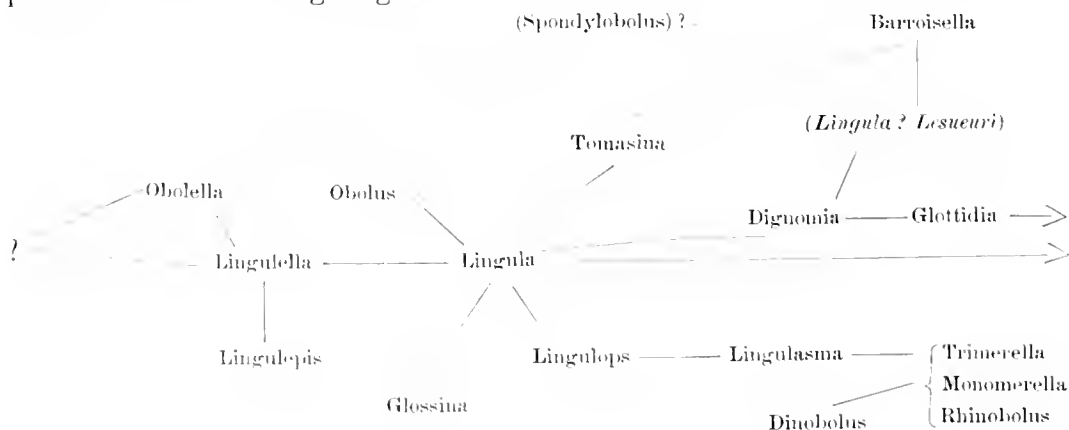 (Spondylobolus) ?
Barroisella
(Lingula ? Lesueuri)
Tomasina
Obolella
Obolus
Dignomia
Glottidia
?
Lingulella
Lingula
Lingulepis
Lingulops
Lingulasma
Trimerella
Monomerella
Rhinobolus
Glossina
Dinobolus